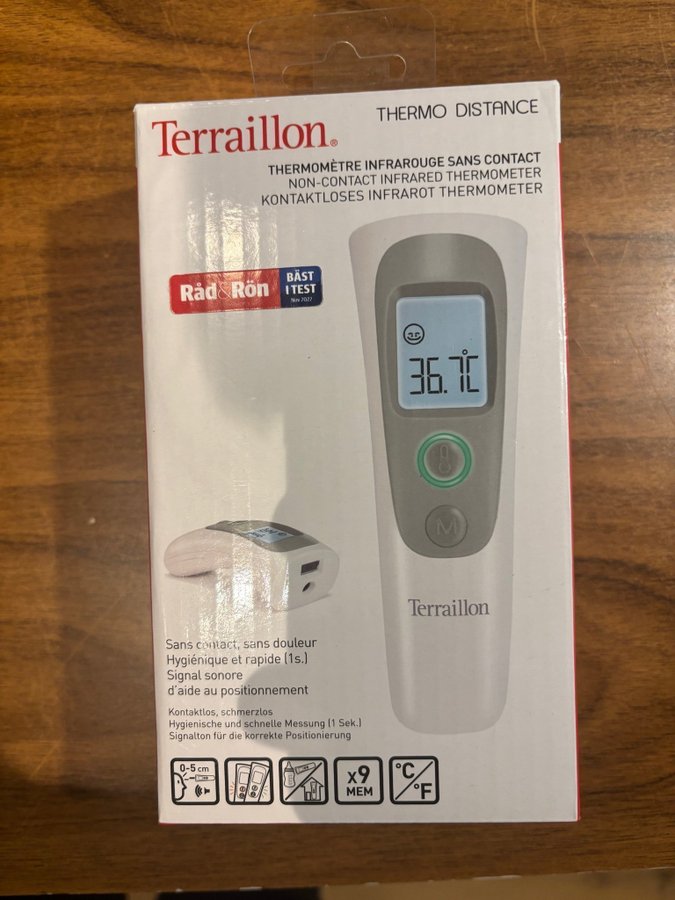 Terraillon®
THERMO DISTANCE
THERMOMÈTRE INFRAROUGE SANS CONTACT
NON-CONTACT INFRARED THERMOMETER
KONTAKTLOSES INFRAROT THERMOMETER
Råd&Rön
BÄST
I TEST
Nov 2022
36.7°C
M
Terraillon
Sans contact, sans douleur
Hygiénique et rapide (1s.)
Signal sonore
d'aide au positionnement
Kontaktlos, schmerzlos
Hygienische und schnelle Messung (1 Sek.)
Signalton für die korrekte Positionierung
0-5 cm
x9
MEM
°C/°F